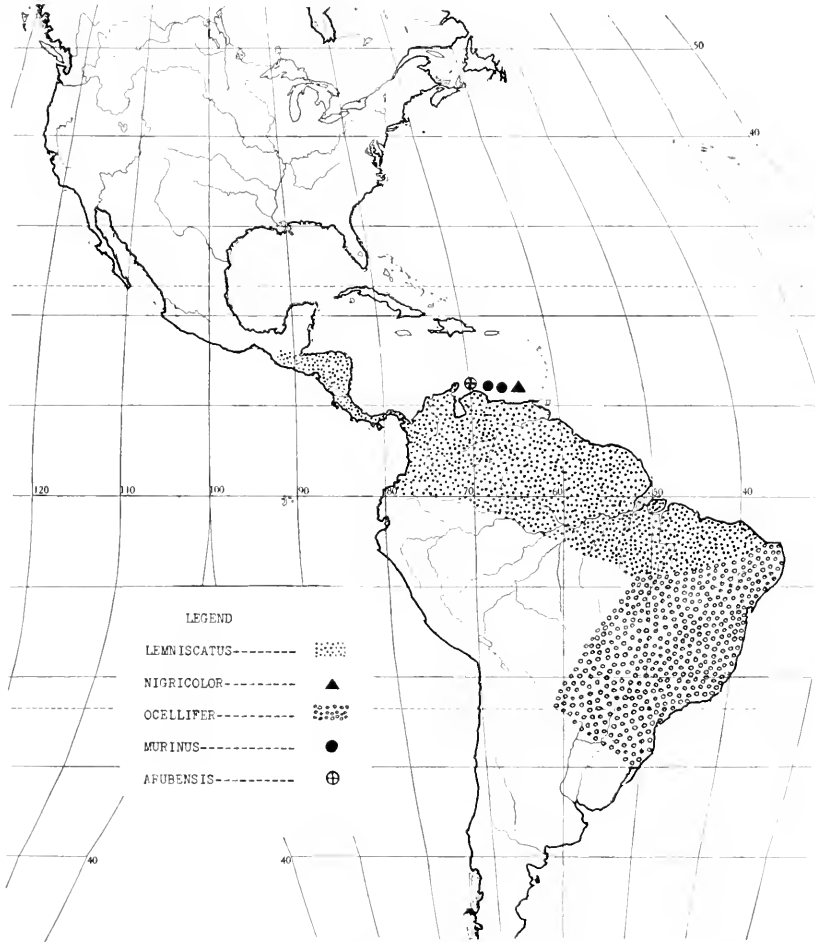 50
40
120
110
100
90
80
70
60
50
40
LEGEND
LEMNISCATUS-------
NIGRICOLOR--------
OCELLIFER---------
MURINUS-----------
ARUBENSIS---------
40
40